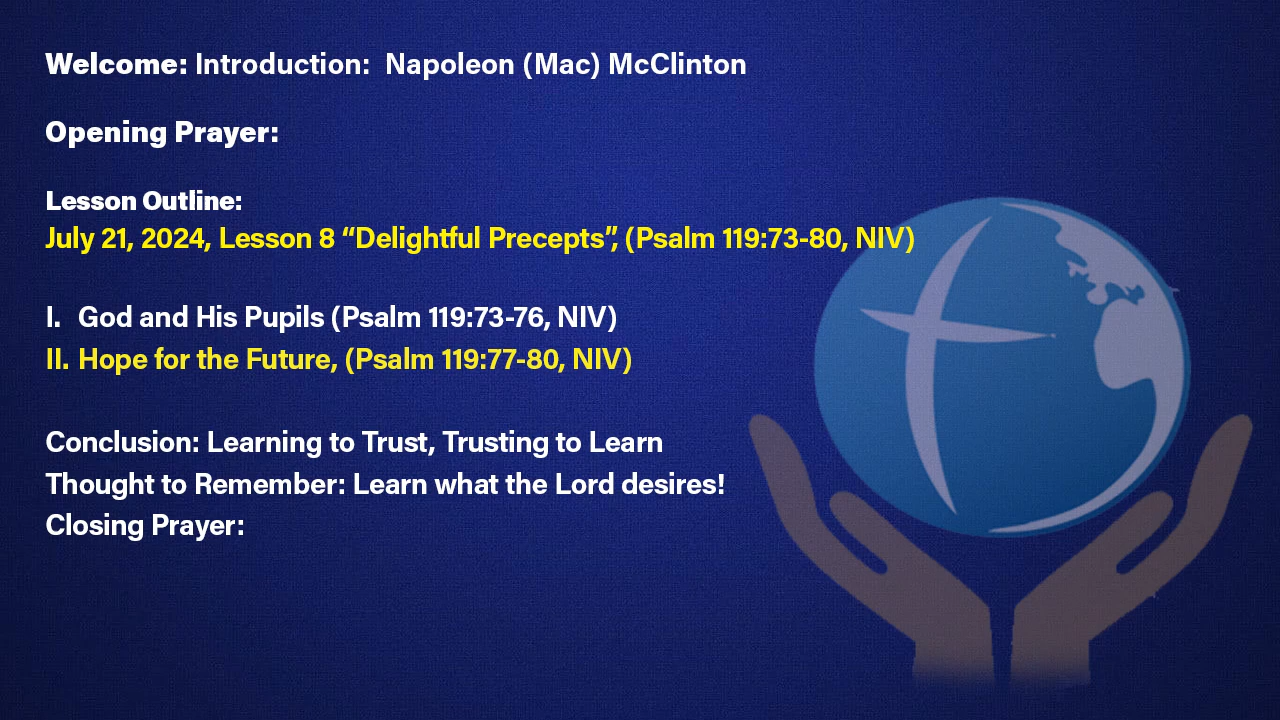 Welcome: Introduction: Napoleon (Mac) McClinton
Opening Prayer:
Lesson Outline:
July 21, 2024, Lesson 8 “Delightful Precepts”, (Psalm 119:73-80, NIV)
I. God and His Pupils (Psalm 119:73-76, NIV)
II. Hope for the Future, (Psalm 119:77-80, NIV)
Conclusion: Learning to Trust, Trusting to Learn
Thought to Remember: Learn what the Lord desires!
Closing Prayer: